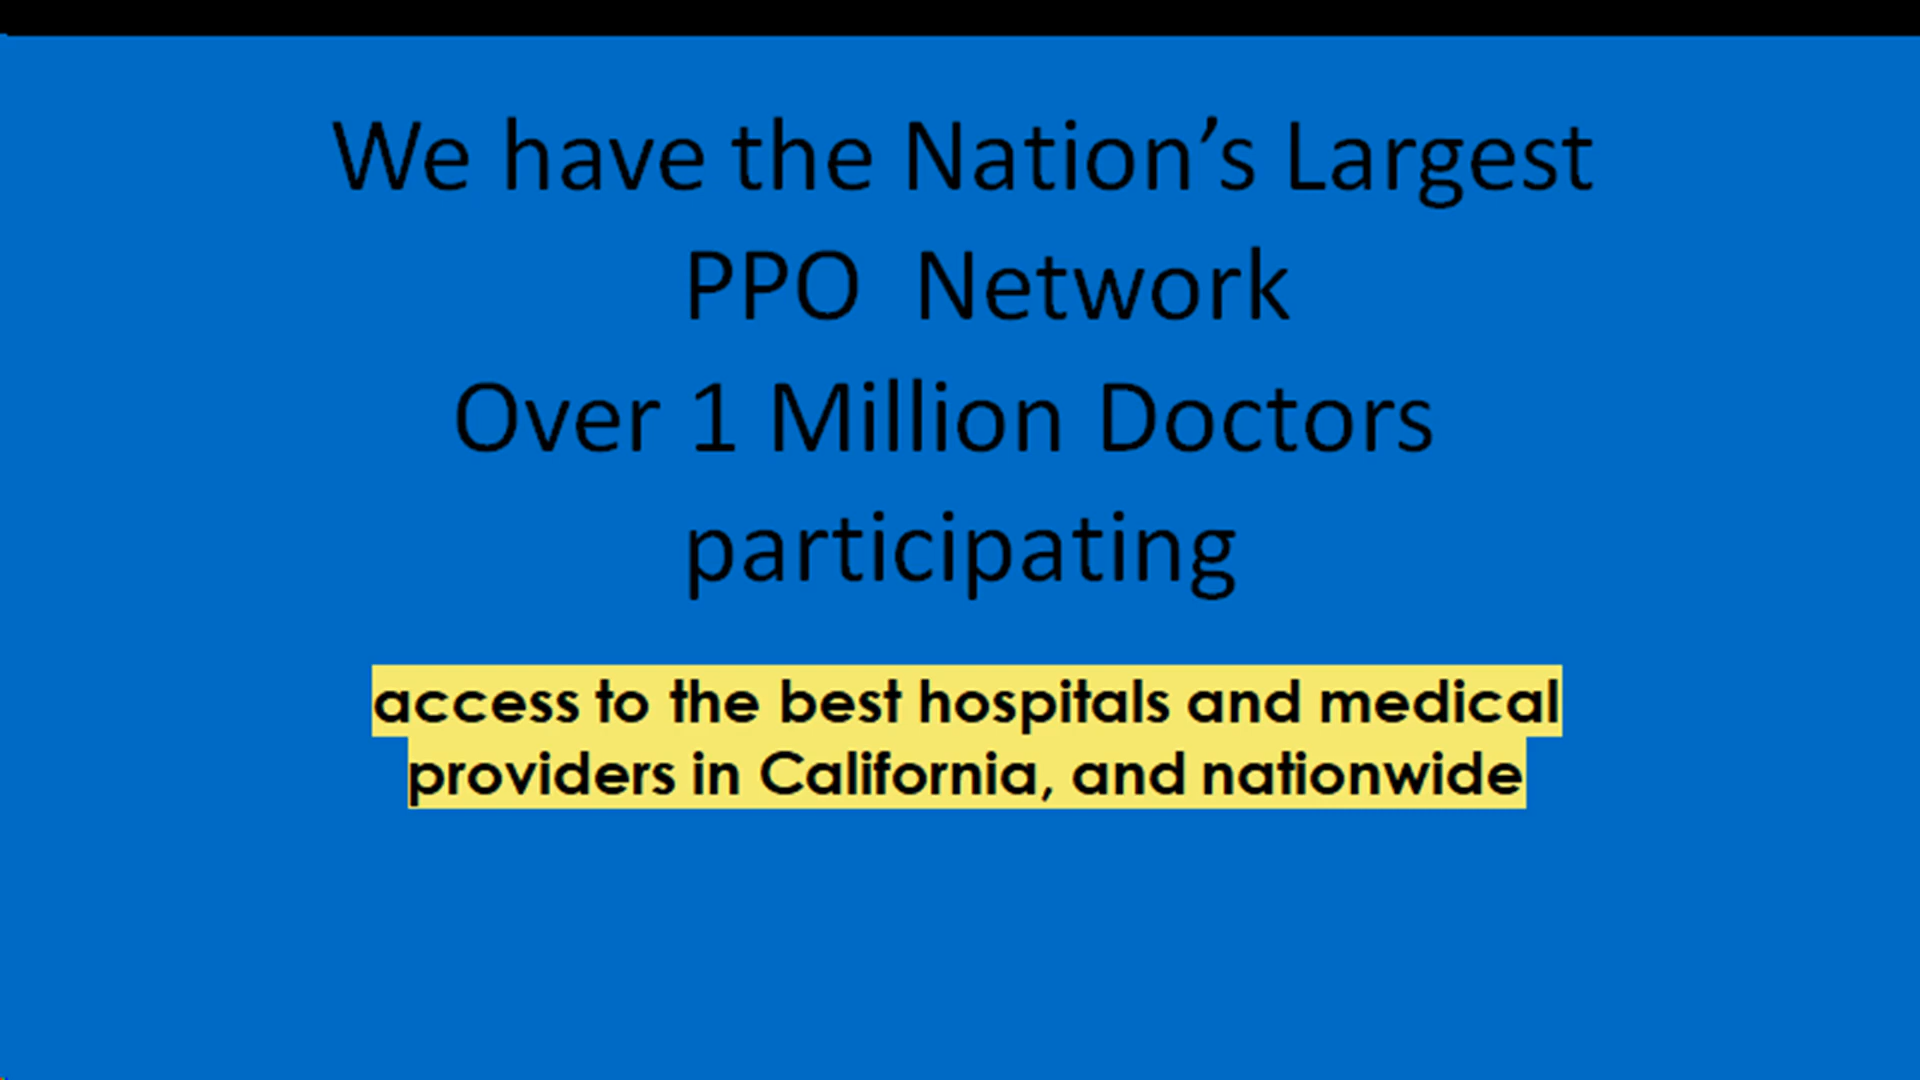 We have the Nation’s Largest
PPO  Network
Over 1 Million Doctors
participating
access to the best hospitals and medical
providers in California, and nationwide